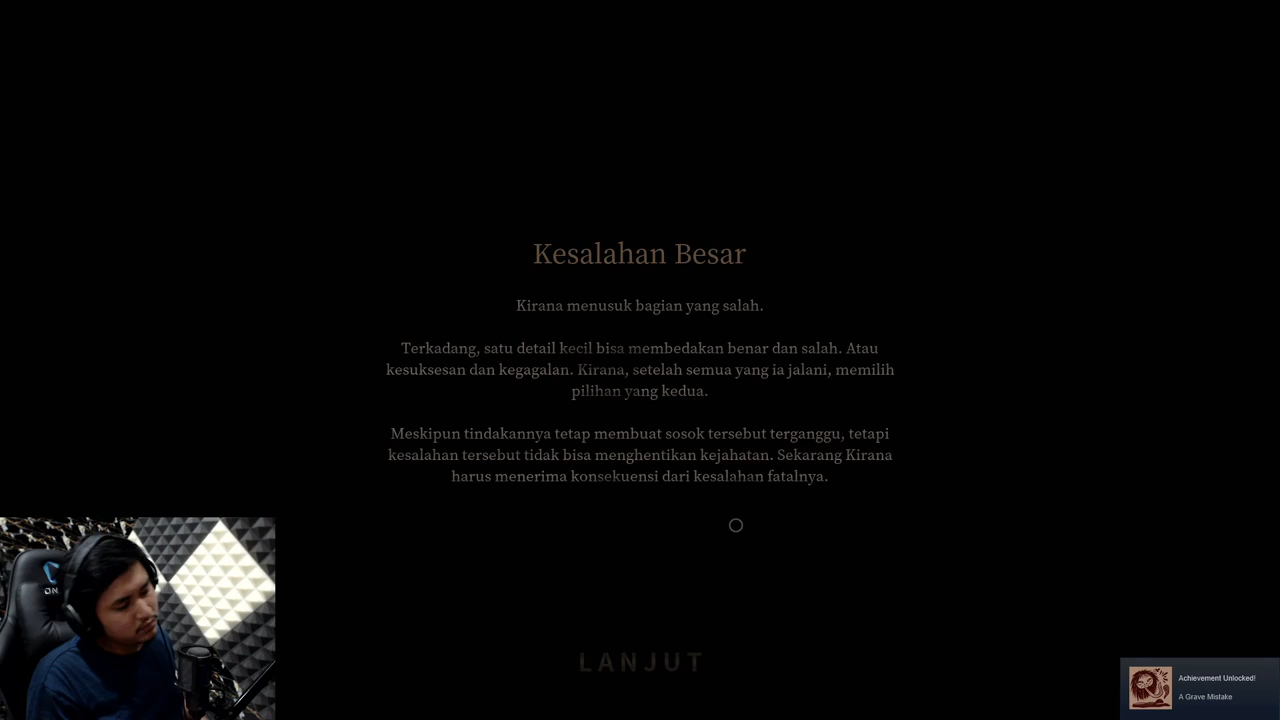 Kesalahan Besar
Kirana menusuk bagian yang salah.
Terkadang, satu detail kecil bisa membedakan benar dan salah. Atau
kesuksesan dan kegagalan. Kirana, setelah semua yang ia jalani, memilih
pilihan yang kedua.
Meskipun tindakannya tetap membuat sosok tersebut terganggu, tetapi
kesalahan tersebut tidak bisa menghentikan kejahatan. Sekarang Kirana
harus menerima konsekuensi dari kesalahan fatalnya.
ON
LANJUT
Achievement Unlocked!
A Grave Mistake